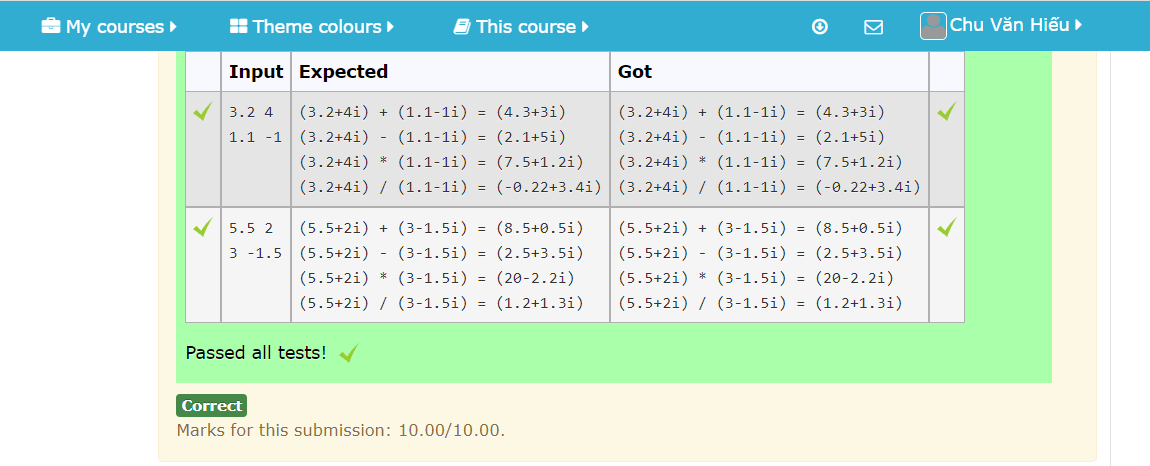 My courses Theme colours This course Chu Văn Hiếu
Input Expected Got
3.2 4 (3.2+4i) + (1.1-1i) = (4.3+3i) (3.2+4i) + (1.1-1i) = (4.3+3i)
1.1 -1 (3.2+4i) - (1.1-1i) = (2.1+5i) (3.2+4i) - (1.1-1i) = (2.1+5i)
(3.2+4i) * (1.1-1i) = (7.5+1.2i) (3.2+4i) * (1.1-1i) = (7.5+1.2i)
(3.2+4i) / (1.1-1i) = (-0.22+3.4i) (3.2+4i) / (1.1-1i) = (-0.22+3.4i)
5.5 2 (5.5+2i) + (3-1.5i) = (8.5+0.5i) (5.5+2i) + (3-1.5i) = (8.5+0.5i)
3 -1.5 (5.5+2i) - (3-1.5i) = (2.5+3.5i) (5.5+2i) - (3-1.5i) = (2.5+3.5i)
(5.5+2i) * (3-1.5i) = (20-2.2i) (5.5+2i) * (3-1.5i) = (20-2.2i)
(5.5+2i) / (3-1.5i) = (1.2+1.3i) (5.5+2i) / (3-1.5i) = (1.2+1.3i)
Passed all tests!
Correct
Marks for this submission: 10.00/10.00.